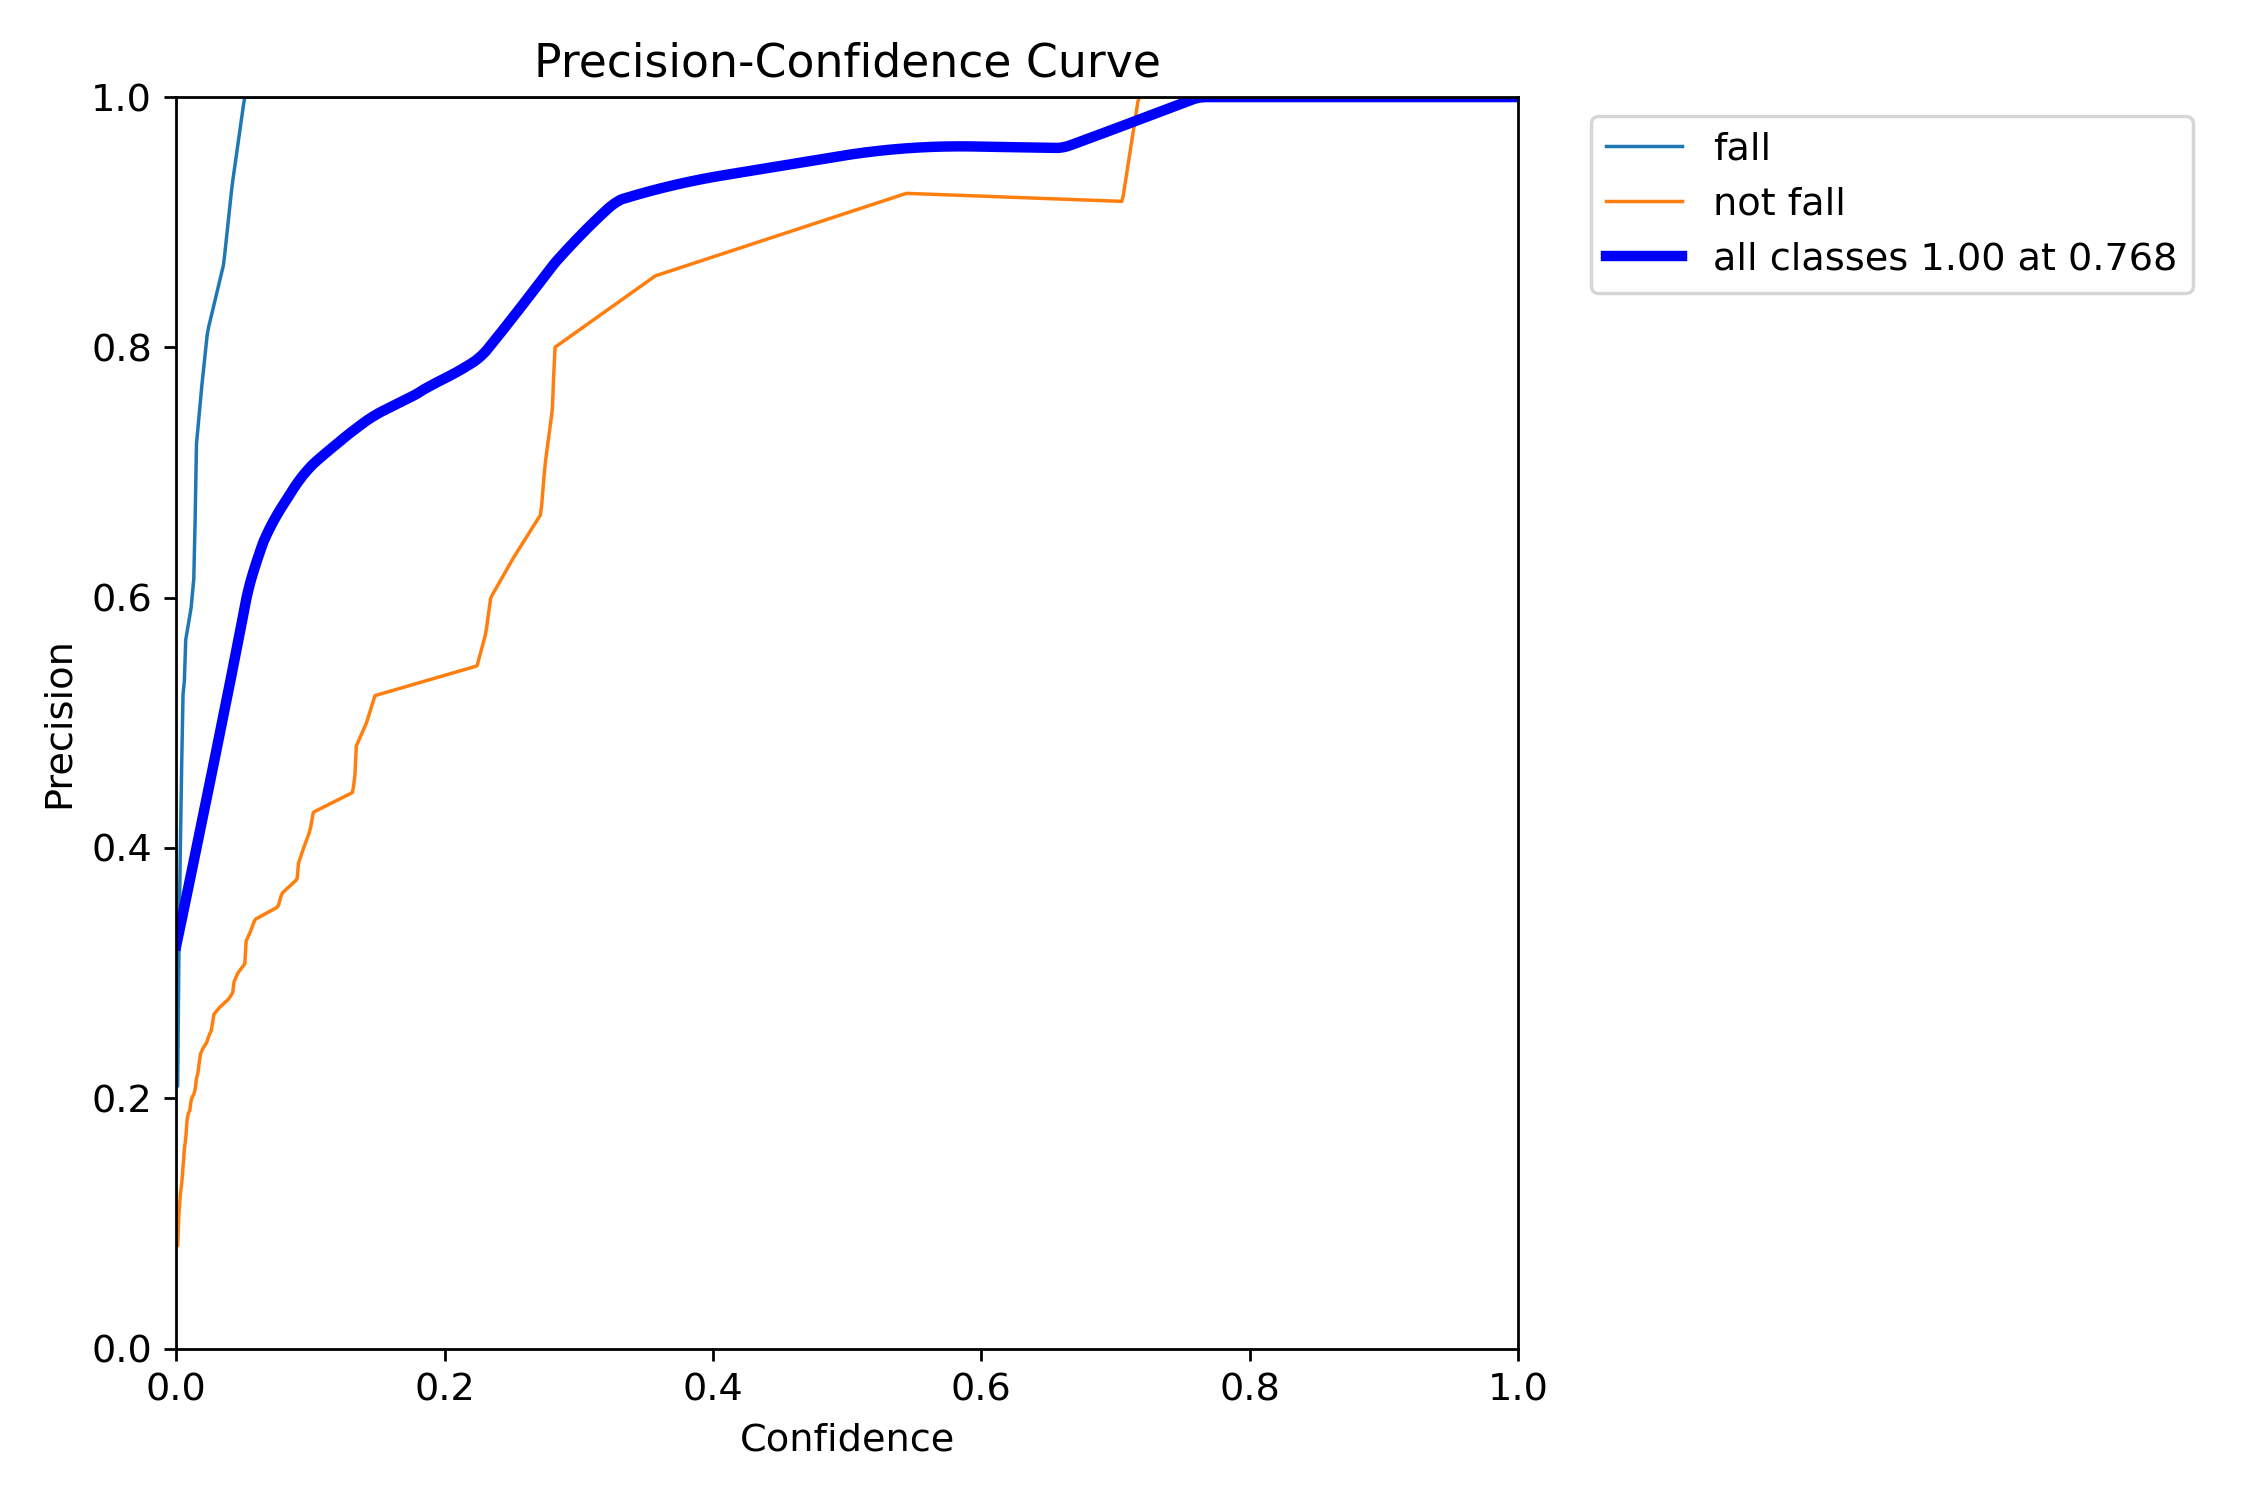 Precision-Confidence Curve
1.0
0.8
0.6
0.4
0.2
0.0
Precision
0.0 0.2 0.4 0.6 0.8 1.0
Confidence
fall
not fall
all classes 1.00 at 0.768